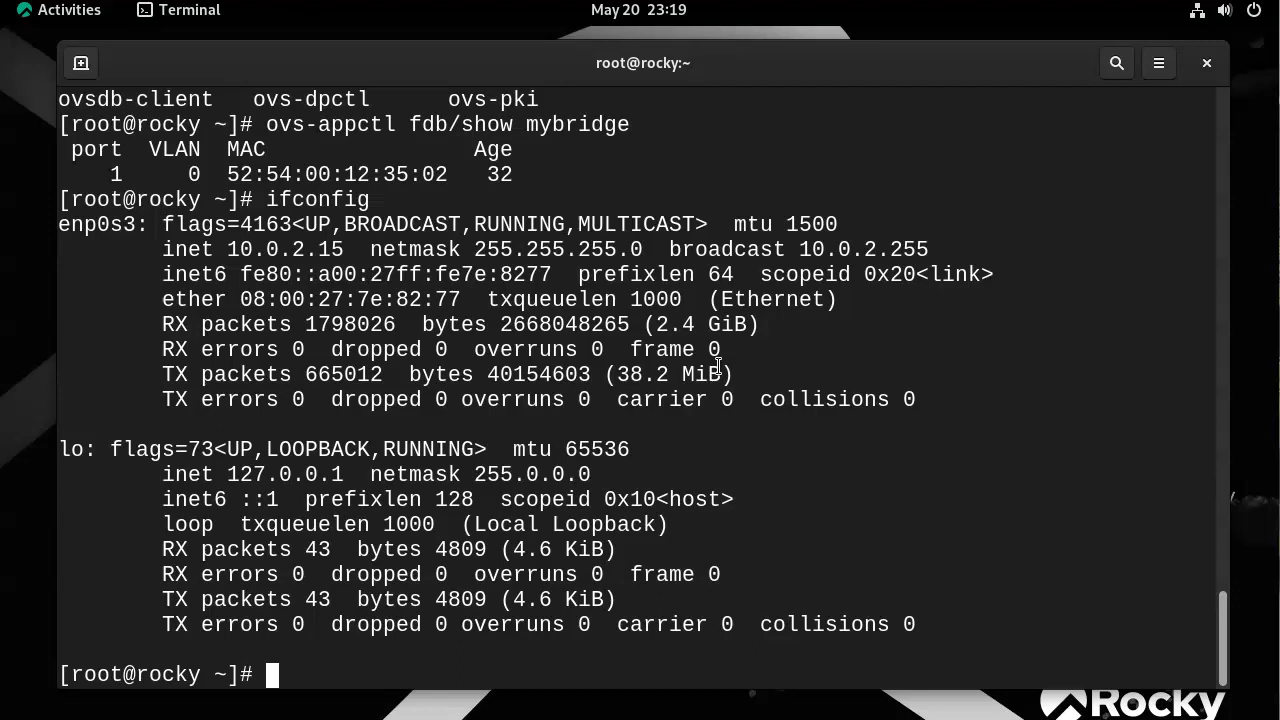 Activities Terminal May 20 23:19
root@rocky:~
ovsdb-client   ovs-dpctl      ovs-pki
[root@rocky ~]# ovs-appctl fdb/show mybridge
 port  VLAN  MAC                Age
    1     0  52:54:00:12:35:02   32
[root@rocky ~]# ifconfig
enp0s3: flags=4163<UP,BROADCAST,RUNNING,MULTICAST>  mtu 1500
        inet 10.0.2.15  netmask 255.255.255.0  broadcast 10.0.2.255
        inet6 fe80::a00:27ff:fe7e:8277  prefixlen 64  scopeid 0x20<link>
        ether 08:00:27:7e:82:77  txqueuelen 1000  (Ethernet)
        RX packets 1798026  bytes 2668048265 (2.4 GiB)
        RX errors 0  dropped 0  overruns 0  frame 0
        TX packets 665012  bytes 40154603 (38.2 MiB)
        TX errors 0  dropped 0 overruns 0  carrier 0  collisions 0

lo: flags=73<UP,LOOPBACK,RUNNING>  mtu 65536
        inet 127.0.0.1  netmask 255.0.0.0
        inet6 ::1  prefixlen 128  scopeid 0x10<host>
        loop  txqueuelen 1000  (Local Loopback)
        RX packets 43  bytes 4809 (4.6 KiB)
        RX errors 0  dropped 0  overruns 0  frame 0
        TX packets 43  bytes 4809 (4.6 KiB)
        TX errors 0  dropped 0 overruns 0  carrier 0  collisions 0

[root@rocky ~]#
Rocky